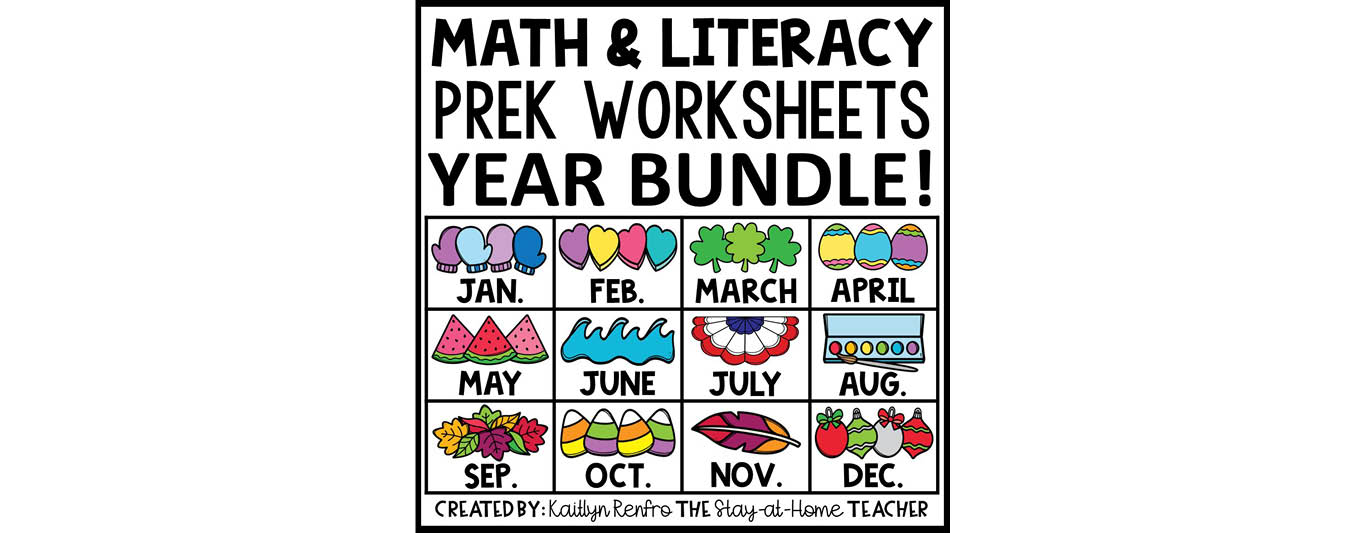 MATH & LITERACY
PREK WORKSHEETS
YEAR BUNDLE!
JAN. FEB. MARCH APRIL
MAY JUNE JULY AUG.
SEP. OCT. NOV. DEC.
CREATED BY: Kaitlyn Renfro THE Stay-at-Home TEACHER